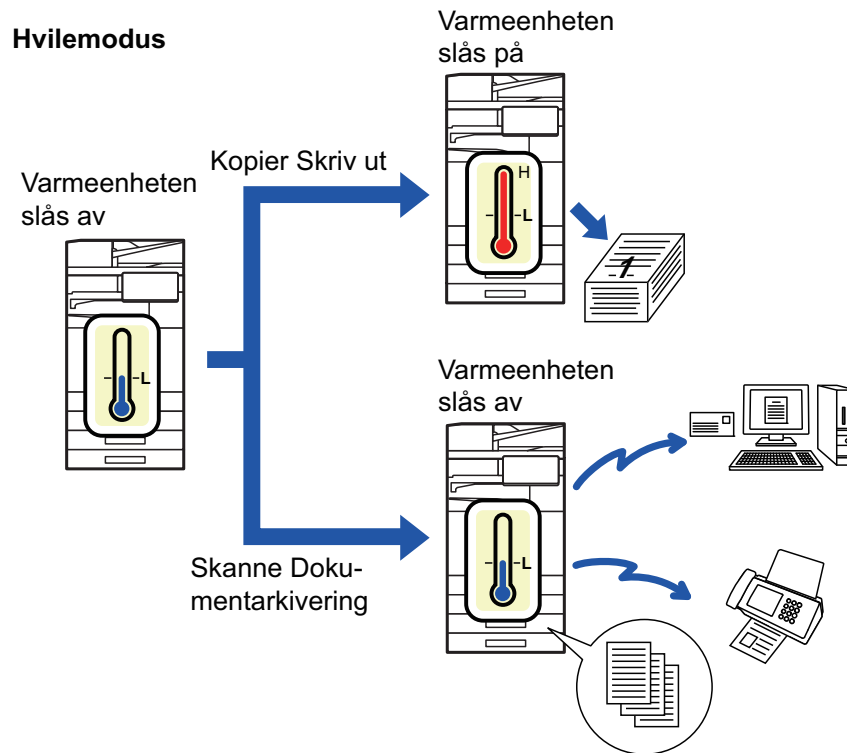 Hvilemodus
Varmeenheten
slås på
Kopier Skriv ut
Varmeenheten
slås av
H
L
1
L
Varmeenheten
slås av
L
Skanne Doku-
mentarkivering